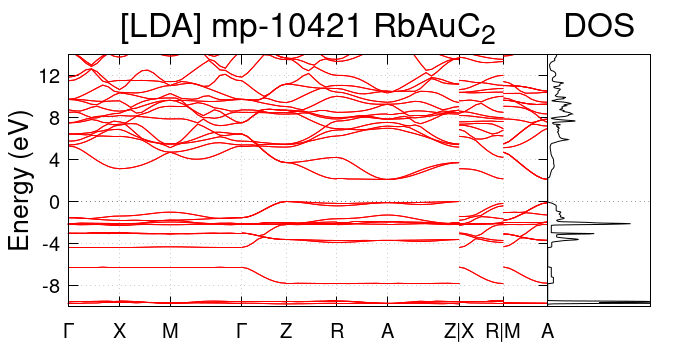 [LDA] mp-10421 RbAuC2 DOS
Energy (eV)
12
8
4
0
-4
-8
Γ X M Γ Z R A Z|X R|M A